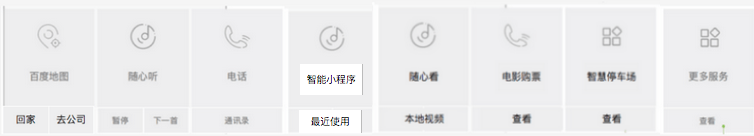 百度地图 随心听 电话 智能小程序 随心看 电影购票 智慧停车场 更多服务
回家 去公司 暂停 下一首 通讯录 最近使用 本地视频 查看 查看 查看